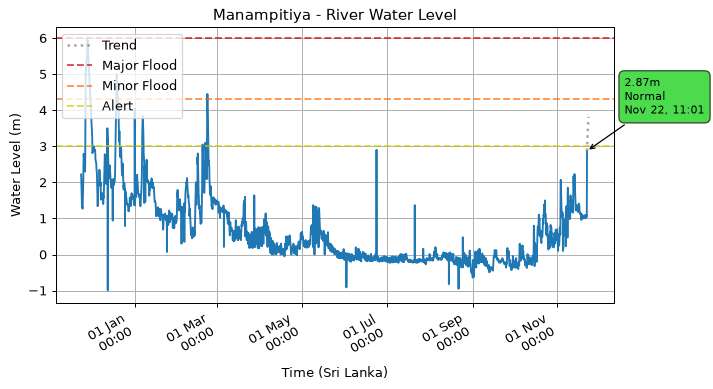 Manampitiya - River Water Level
Trend
Major Flood
Minor Flood
Alert
2.87m
Normal
Nov 22, 11:01
Water Level (m)
6
5
4
3
2
1
0
−1
01 Jan
00:00
01 Mar
00:00
01 May
00:00
01 Jul
00:00
01 Sep
00:00
01 Nov
00:00
Time (Sri Lanka)